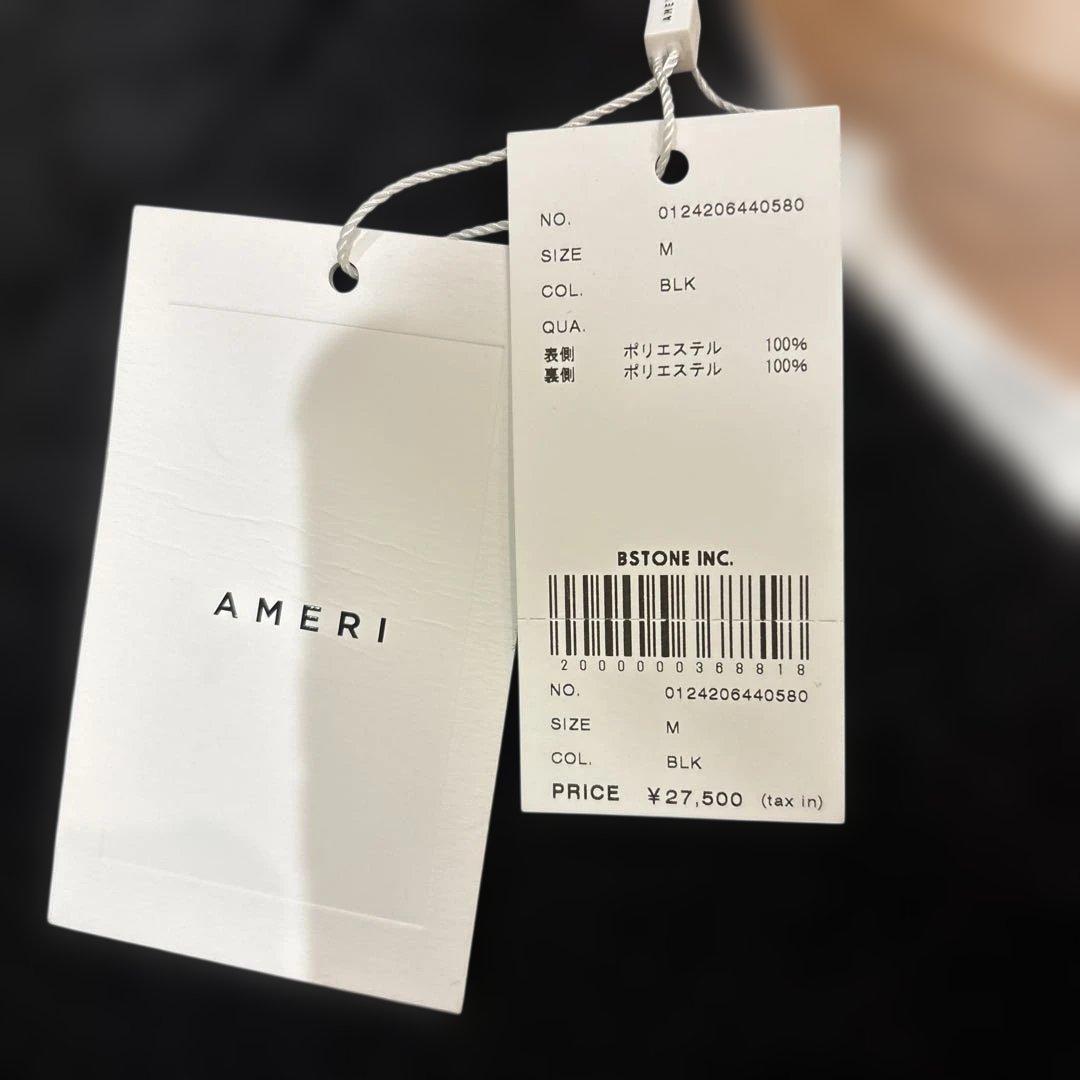 AME
AMERI
NO. 0124206440580
SIZE M
COL. BLK
QUA.
表側 ポリエステル 100%
裏側 ポリエステル 100%
BSTONE INC.
2000000368818
NO. 0124206440580
SIZE M
COL. BLK
PRICE ¥27,500 (tax in)